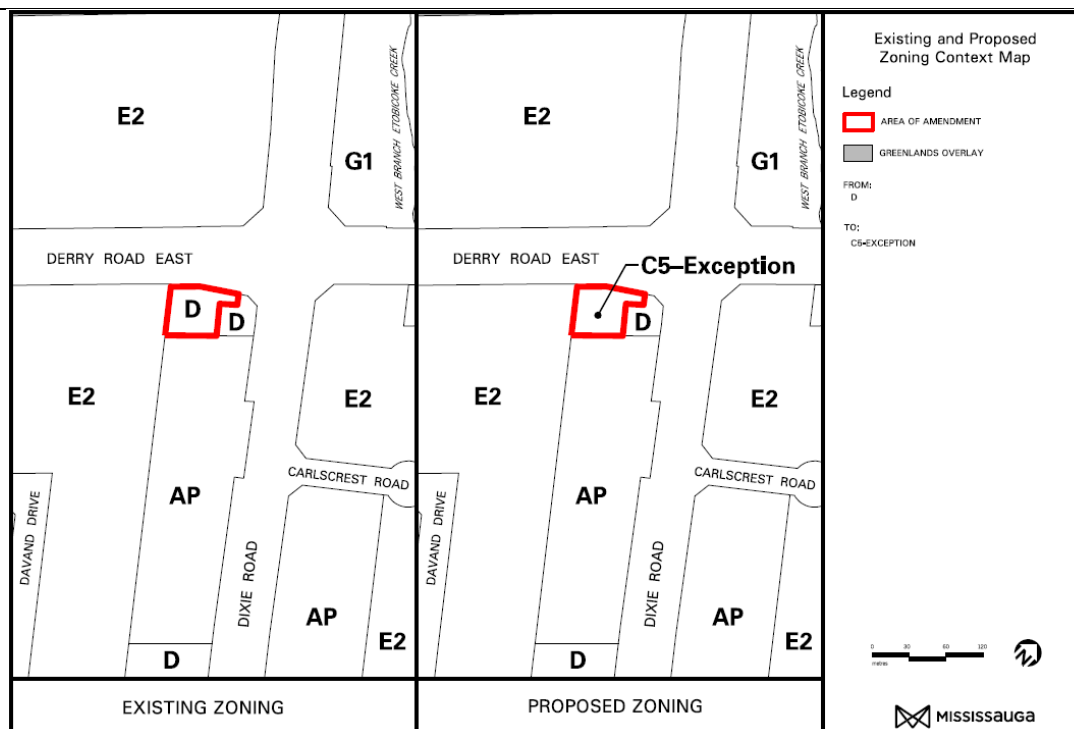 E2
G1
WEST BRANCH ETOBICOKE CREEK
DERRY ROAD EAST
D
D
E2
E2
CARLSCREST ROAD
AP
DAVAND DRIVE
DIXIE ROAD
AP
E2
D
EXISTING ZONING
E2
G1
WEST BRANCH ETOBICOKE CREEK
DERRY ROAD EAST
C5–Exception
D
E2
E2
CARLSCREST ROAD
AP
DAVAND DRIVE
DIXIE ROAD
AP
E2
D
PROPOSED ZONING
Existing and Proposed
Zoning Context Map
Legend
AREA OF AMENDMENT
GREENLANDS OVERLAY
FROM:
D
TO:
C5-EXCEPTION
0 30 60 120
metres
Z
MISSISSAUGA